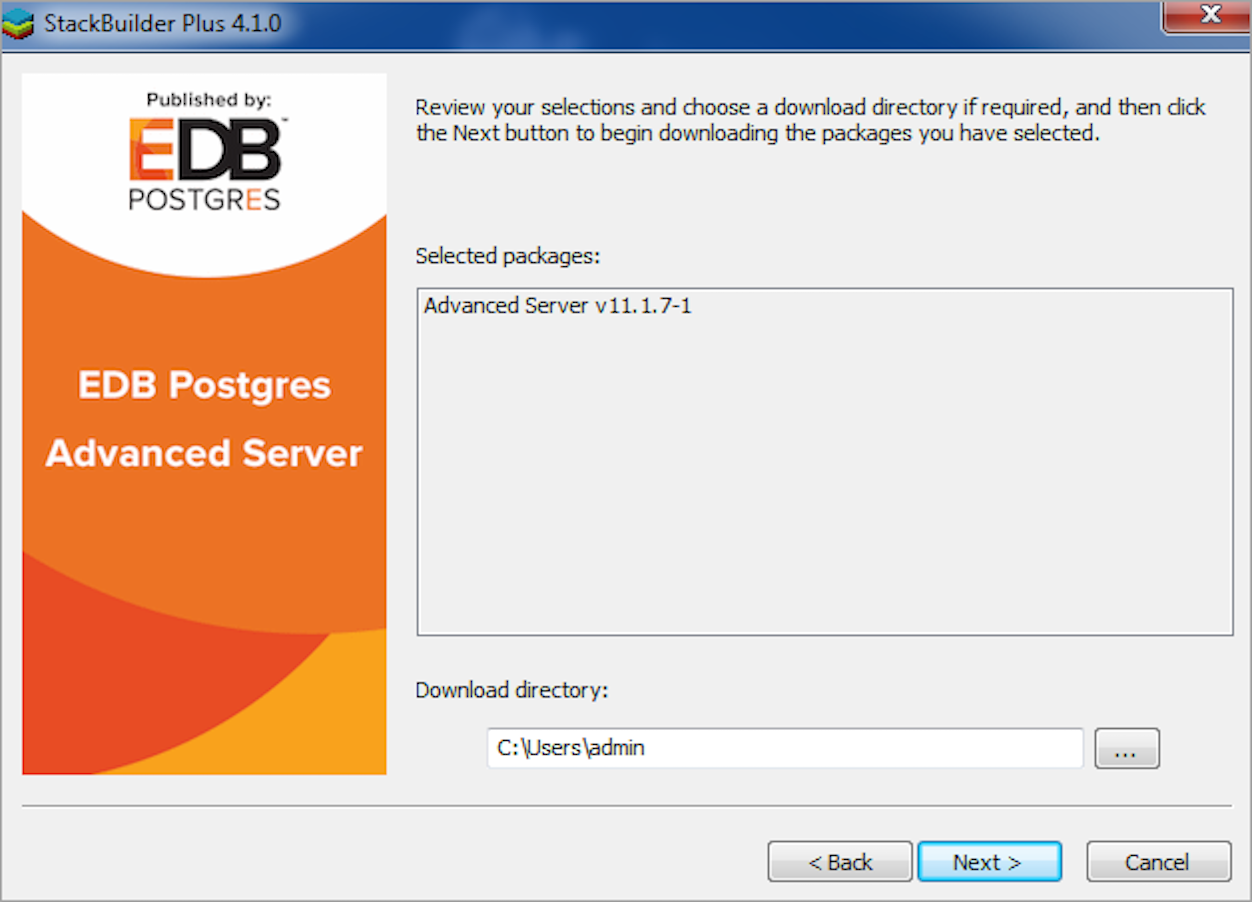 StackBuilder Plus 4.1.0
X
Published by:
EDB™
POSTGRES
EDB Postgres
Advanced Server
Review your selections and choose a download directory if required, and then click
the Next button to begin downloading the packages you have selected.
Selected packages:
Advanced Server v11.1.7-1
Download directory:
C:\Users\admin
...
< Back
Next >
Cancel